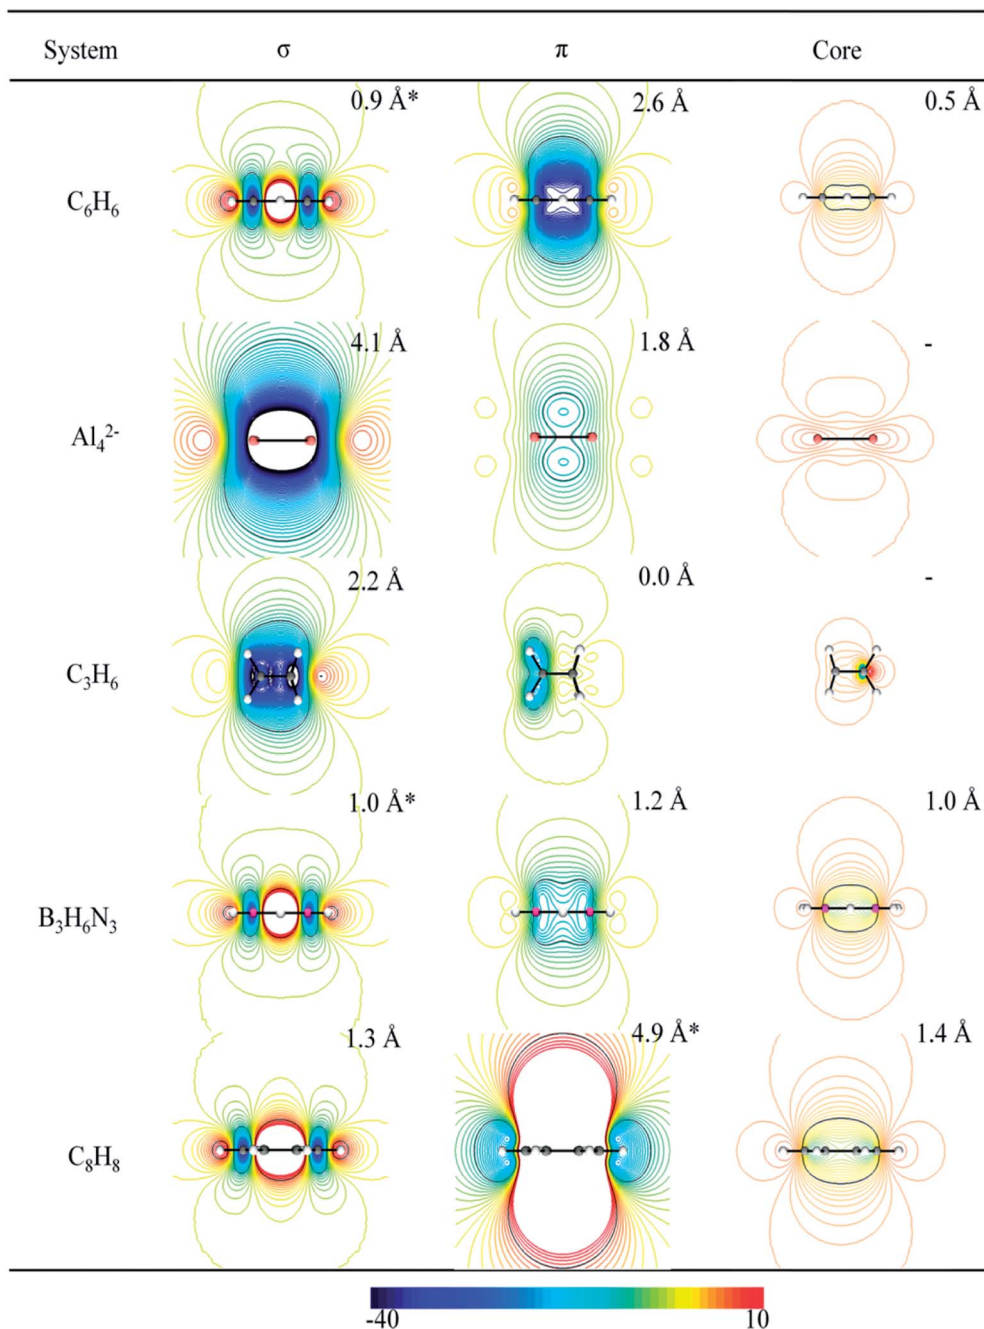 System σ π Core
C₆H₆ 0.9 Å* 2.6 Å 0.5 Å
Al₄²⁻ 4.1 Å 1.8 Å -
C₃H₆ 2.2 Å 0.0 Å -
B₃H₆N₃ 1.0 Å* 1.2 Å 1.0 Å
C₈H₈ 1.3 Å 4.9 Å* 1.4 Å
-40 10